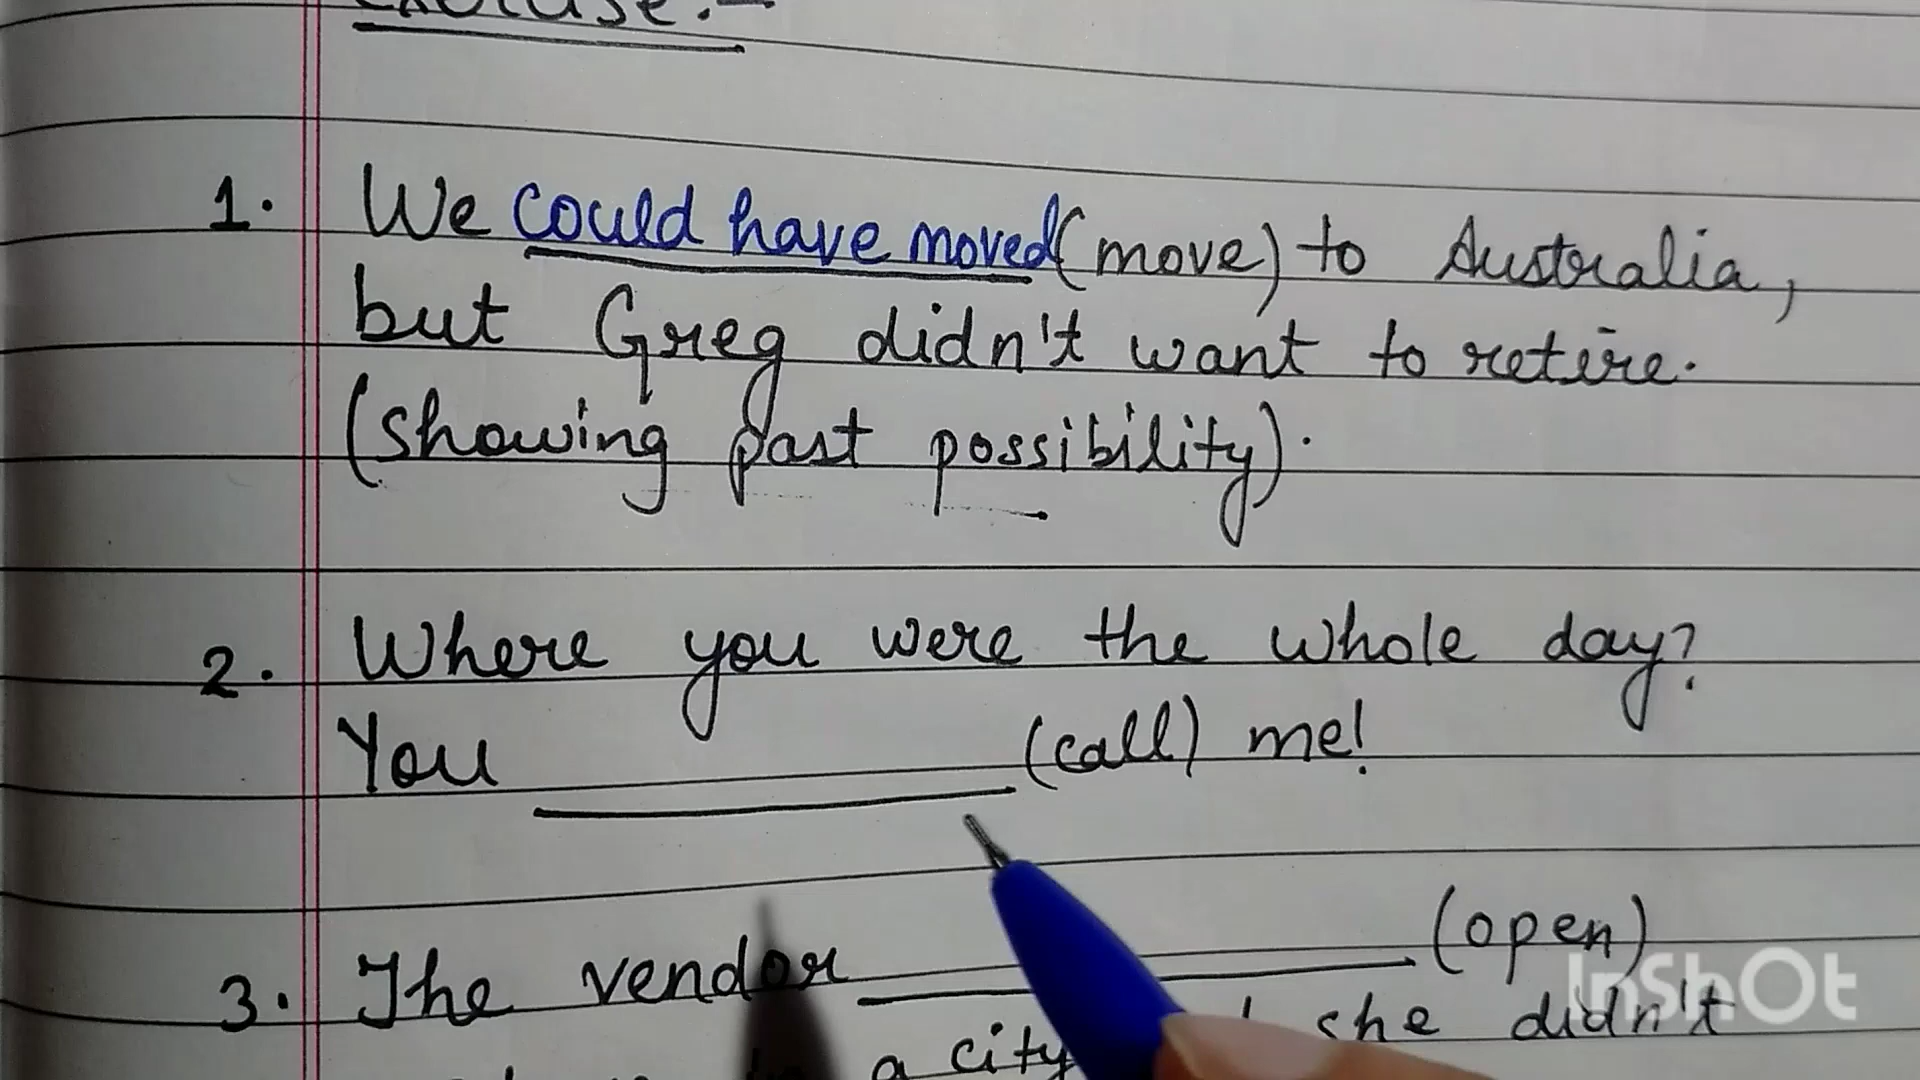 Exercise:-
1. We could have moved (move) to Australia,
but Greg didn't want to retire.
(showing past possibility).
2. Where you were the whole day?
You (call) me!
3. The vendor (open)
a city she didn't
InShOt